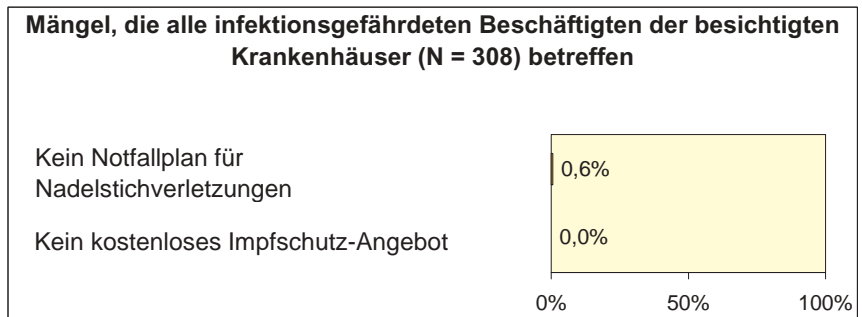 Mängel, die alle infektionsgefährdeten Beschäftigten der besichtigten
Krankenhäuser (N = 308) betreffen
Kein Notfallplan für
Nadelstichverletzungen
0,6%
Kein kostenloses Impfschutz-Angebot
0,0%
0%
50%
100%